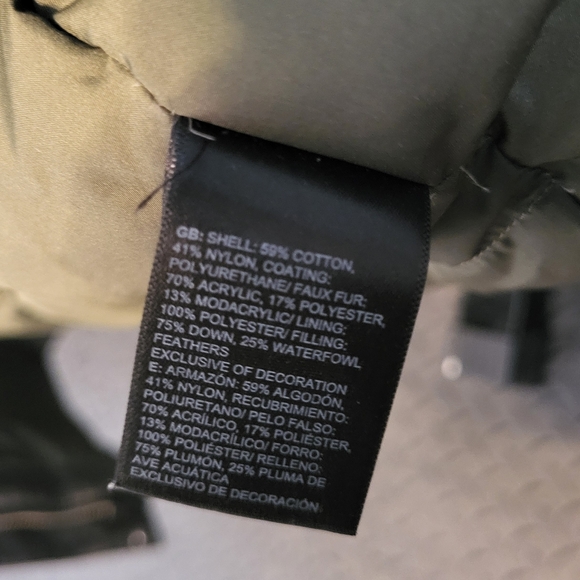 GB: SHELL: 59% COTTON,
41% NYLON, COATING:
POLYURETHANE/ FAUX FUR:
70% ACRYLIC, 17% POLYESTER,
13% MODACRYLIC/ LINING:
100% POLYESTER/ FILLING:
75% DOWN, 25% WATERFOWL
FEATHERS
EXCLUSIVE OF DECORATION
E: ARMAZÓN: 59% ALGODÓN,
41% NYLON, RECUBRIMIENTO:
POLIURETANO/ PELO FALSO:
70% ACRÍLICO, 17% POLIÉSTER,
13% MODACRÍLICO/ FORRO:
100% POLIÉSTER/ RELLENO:
75% PLUMÓN, 25% PLUMA DE
AVE ACUÁTICA
EXCLUSIVO DE DECORACIÓN.